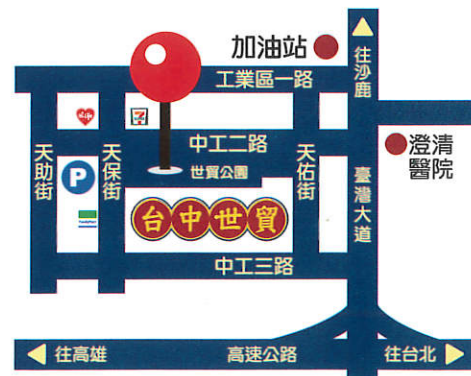 加油站
往沙鹿
工業區一路
7
中工二路
澄清
醫院
天助街
天保街
天佑街
臺灣大道
P
世貿公園
台中世貿
FamilyMart
中工三路
往高雄
高速公路
往台北